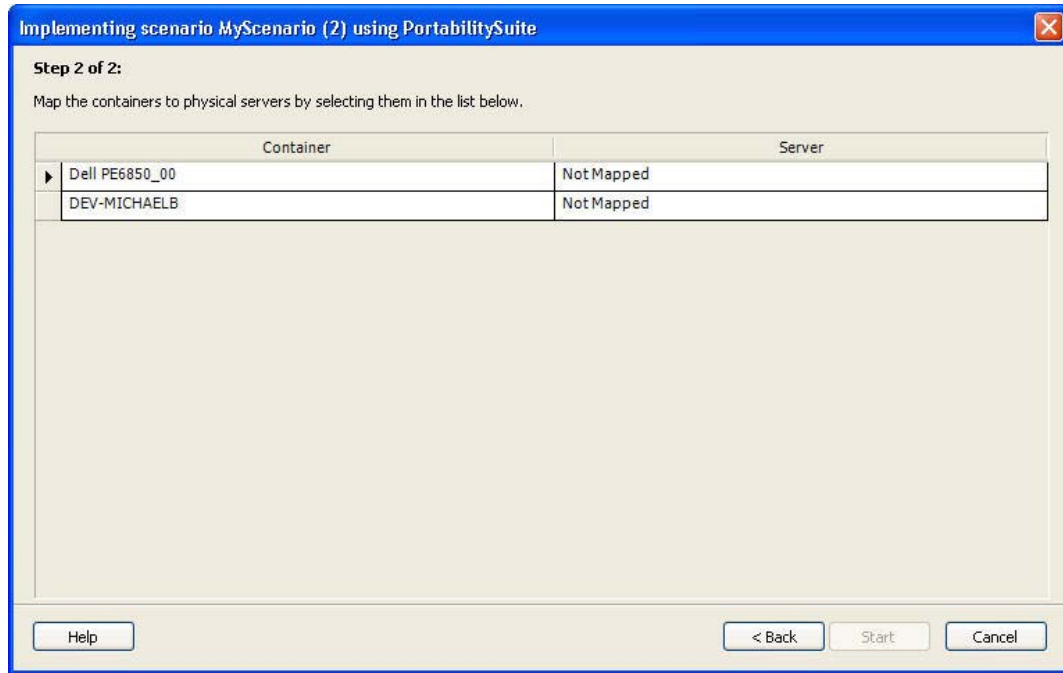 Implementing scenario MyScenario (2) using PortabilitySuite
Step 2 of 2:
Map the containers to physical servers by selecting them in the list below.
Container Server
Dell PE6850_00 Not Mapped
DEV-MICHAELB Not Mapped
Help < Back Start Cancel